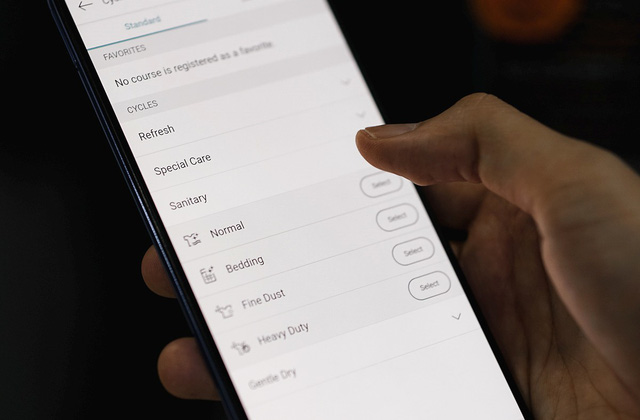 Standard
FAVORITES
No course is registered as a favorite.
CYCLES
Refresh
Special Care
Sanitary
Normal Select
Bedding Select
Fine Dust Select
Heavy Duty Select
Gentle Dry